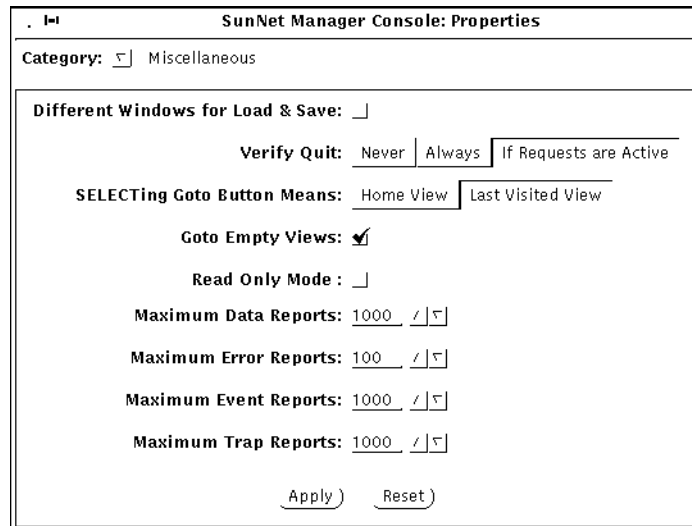 SunNet Manager Console: Properties
Category: Miscellaneous
Different Windows for Load & Save:
Verify Quit: Never Always If Requests are Active
SELECTing Goto Button Means: Home View Last Visited View
Goto Empty Views:
Read Only Mode :
Maximum Data Reports: 1000
Maximum Error Reports: 100
Maximum Event Reports: 1000
Maximum Trap Reports: 1000
Apply Reset